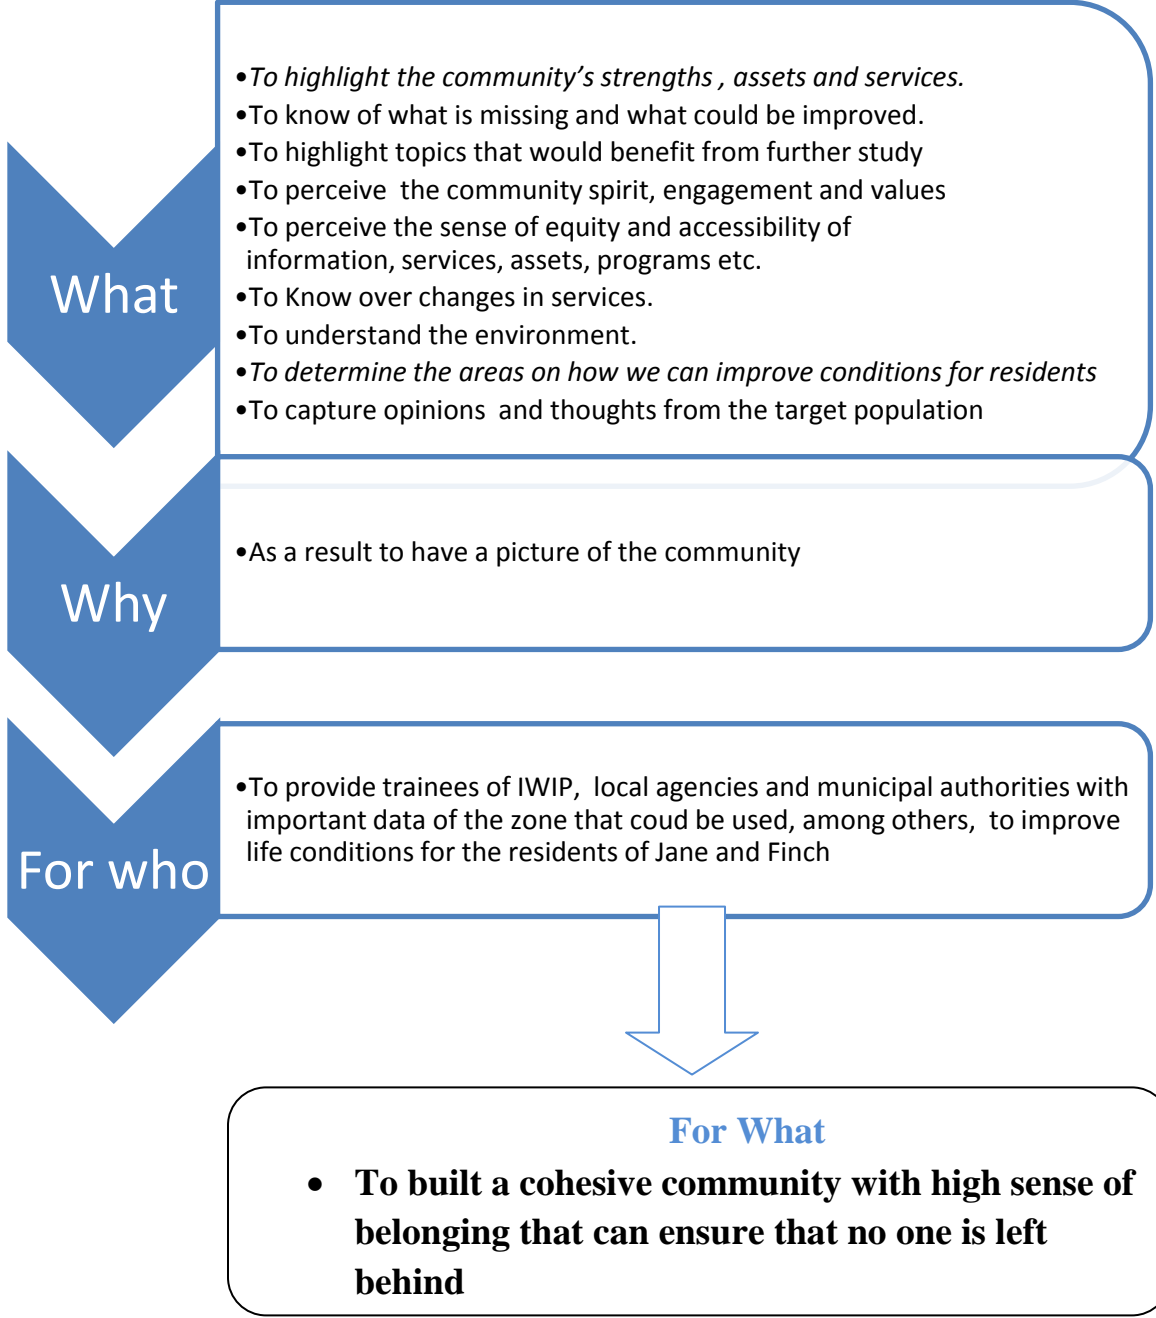 What
•To highlight the community’s strengths , assets and services.
•To know of what is missing and what could be improved.
•To highlight topics that would benefit from further study
•To perceive the community spirit, engagement and values
•To perceive the sense of equity and accessibility of
information, services, assets, programs etc.
•To Know over changes in services.
•To understand the environment.
•To determine the areas on how we can improve conditions for residents
•To capture opinions and thoughts from the target population
Why
•As a result to have a picture of the community
For who
•To provide trainees of IWIP, local agencies and municipal authorities with
important data of the zone that coud be used, among others, to improve
life conditions for the residents of Jane and Finch
For What
• To built a cohesive community with high sense of
belonging that can ensure that no one is left
behind